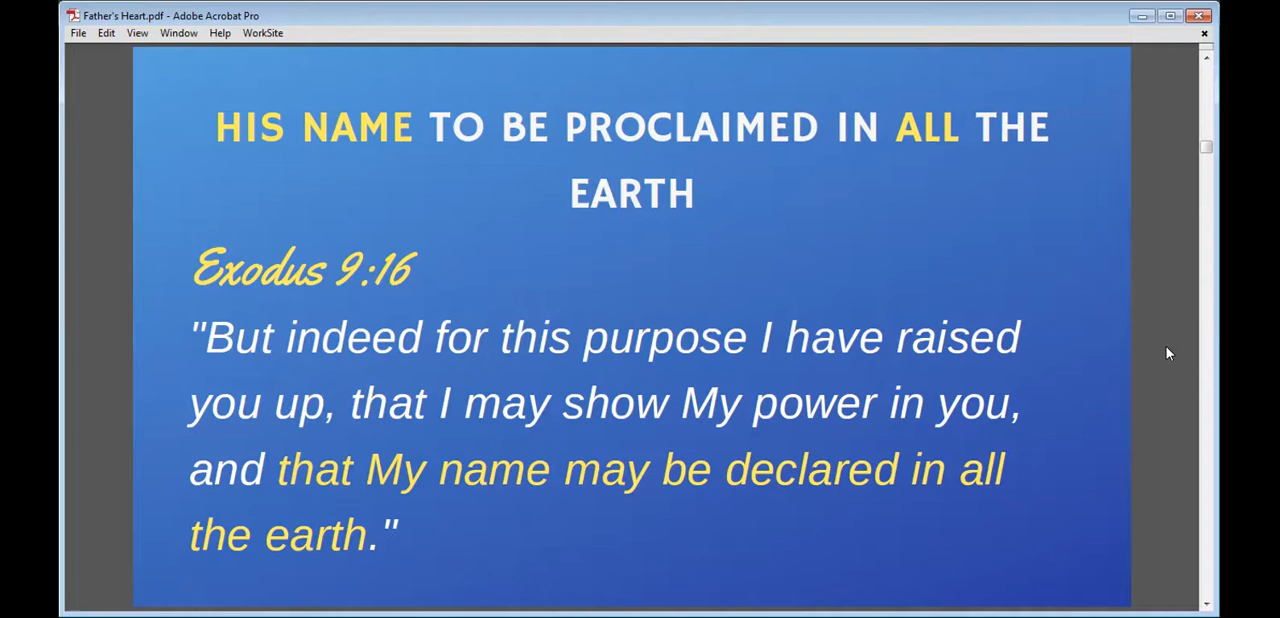 Father's Heart.pdf - Adobe Acrobat Pro
File Edit View Window Help WorkSite
HIS NAME TO BE PROCLAIMED IN ALL THE
EARTH
Exodus 9:16
"But indeed for this purpose I have raised
you up, that I may show My power in you,
and that My name may be declared in all
the earth."